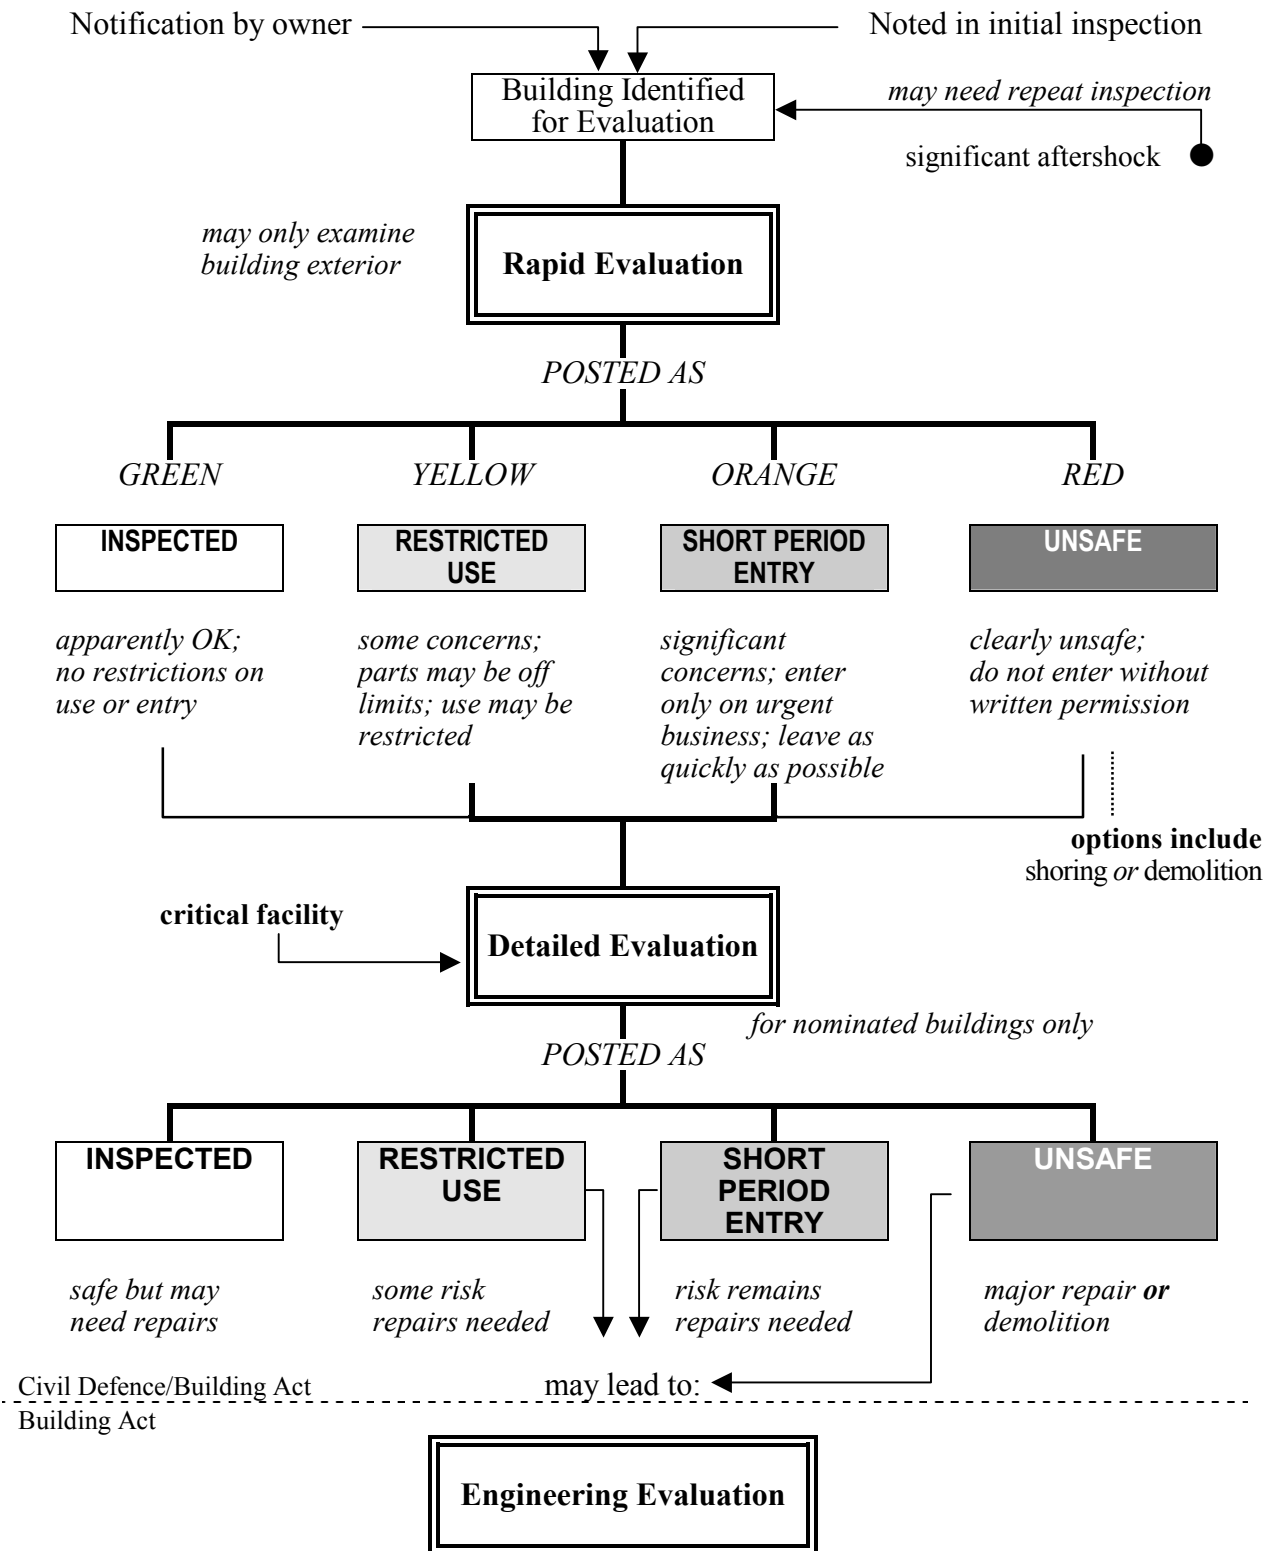 Notification by owner
Noted in initial inspection
Building Identified
for Evaluation
may need repeat inspection
significant aftershock
may only examine
building exterior
Rapid Evaluation
POSTED AS
GREEN
YELLOW
ORANGE
RED
INSPECTED
RESTRICTED
USE
SHORT PERIOD
ENTRY
UNSAFE
apparently OK;
no restrictions on
use or entry
some concerns;
parts may be off
limits; use may be
restricted
significant
concerns; enter
only on urgent
business; leave as
quickly as possible
clearly unsafe;
do not enter without
written permission
options include
shoring or demolition
critical facility
Detailed Evaluation
for nominated buildings only
POSTED AS
INSPECTED
RESTRICTED
USE
SHORT
PERIOD
ENTRY
UNSAFE
safe but may
need repairs
some risk
repairs needed
risk remains
repairs needed
major repair or
demolition
Civil Defence/Building Act
may lead to:
Building Act
Engineering Evaluation